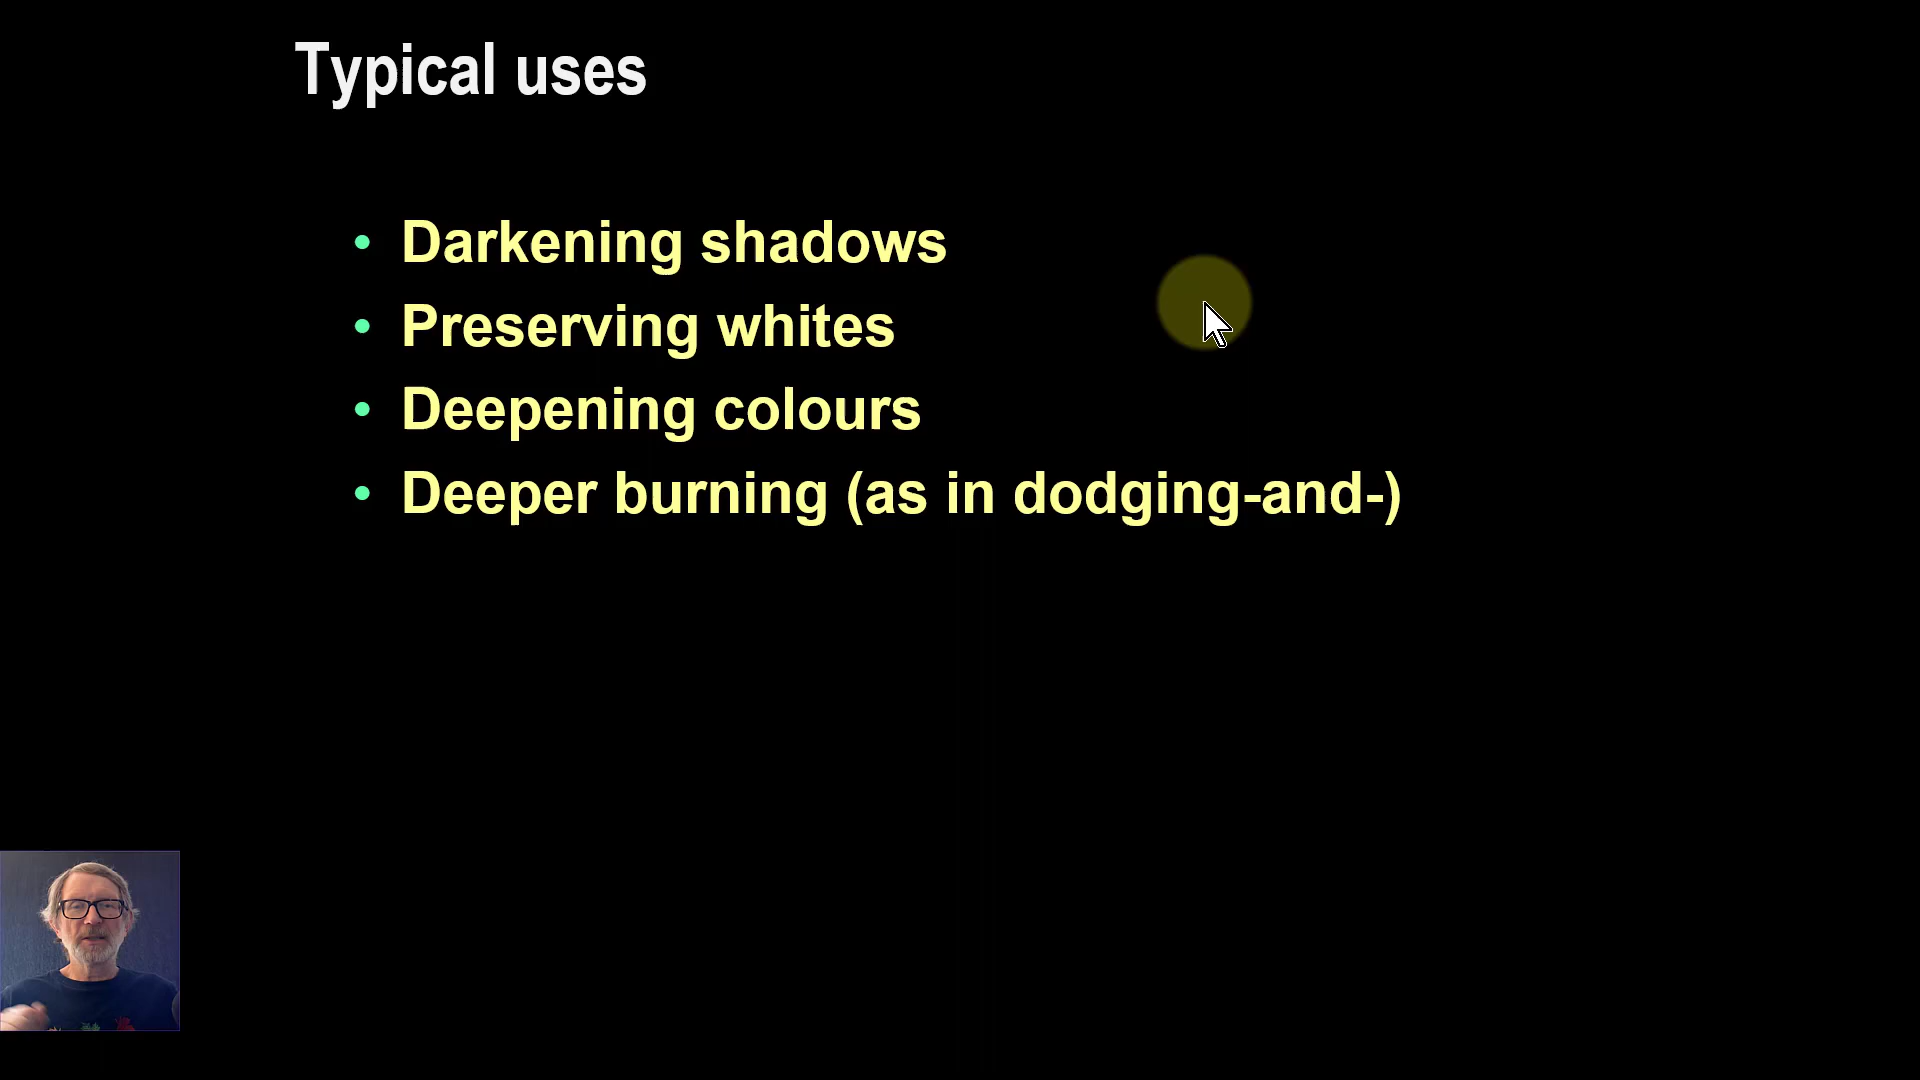 Typical uses
• Darkening shadows
• Preserving whites
• Deepening colours
• Deeper burning (as in dodging-and-)